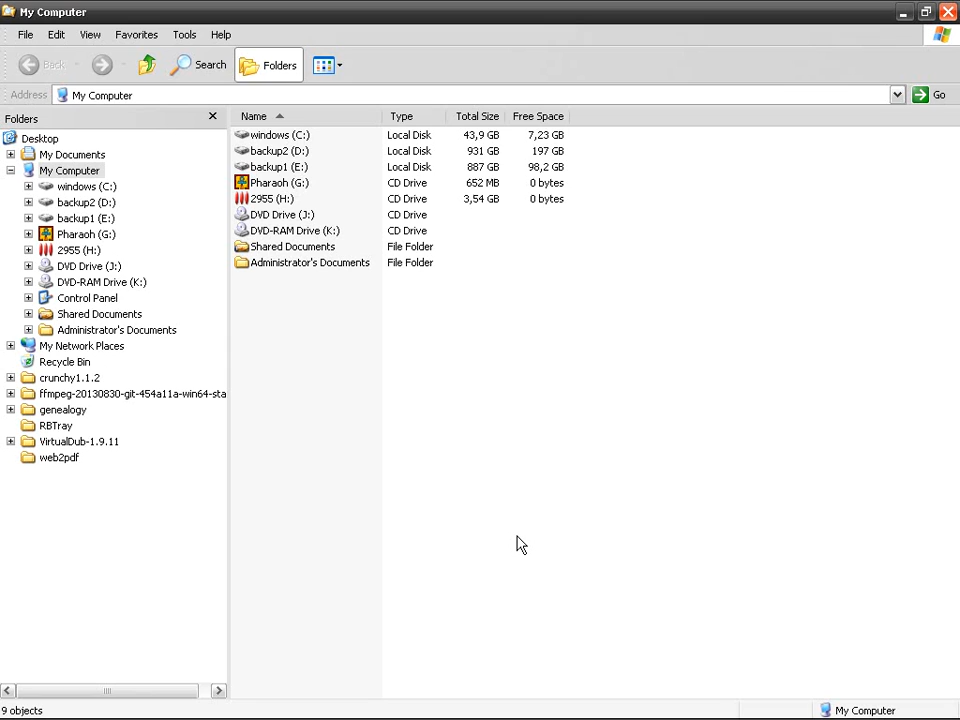 My Computer
File Edit View Favorites Tools Help
Back Search Folders
Address My Computer Go
Folders
Desktop
My Documents
My Computer
windows (C:)
backup2 (D:)
backup1 (E:)
Pharaoh (G:)
2955 (H:)
DVD Drive (J:)
DVD-RAM Drive (K:)
Control Panel
Shared Documents
Administrator's Documents
My Network Places
Recycle Bin
crunchy1.1.2
ffmpeg-20130830-git-454a11a-win64-sta
genealogy
RBTray
VirtualDub-1.9.11
web2pdf
Name Type Total Size Free Space
windows (C:) Local Disk 43,9 GB 7,23 GB
backup2 (D:) Local Disk 931 GB 197 GB
backup1 (E:) Local Disk 887 GB 98,2 GB
Pharaoh (G:) CD Drive 652 MB 0 bytes
2955 (H:) CD Drive 3,54 GB 0 bytes
DVD Drive (J:) CD Drive
DVD-RAM Drive (K:) CD Drive
Shared Documents File Folder
Administrator's Documents File Folder
9 objects My Computer